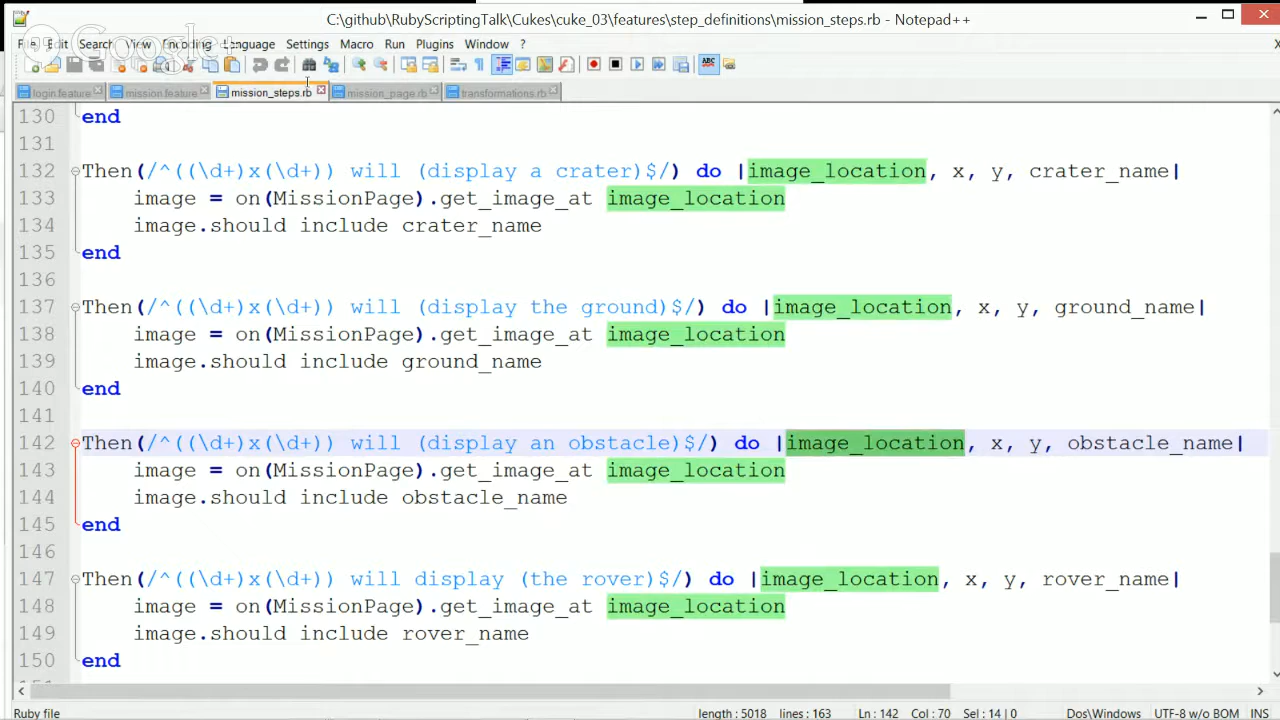 C:\github\RubyScriptingTalk\Cukes\cuke_03\features\step_definitions\mission_steps.rb - Notepad++
File Edit Search View Encoding Language Settings Macro Run Plugins Window ?
Google+
login.feature mission.feature mission_steps.rb mission_page.rb transformations.rb
130 end
131
132 Then(/^((\d+)x(\d+)) will (display a crater)$/) do |image_location, x, y, crater_name|
133 image = on(MissionPage).get_image_at image_location
134 image.should include crater_name
135 end
136
137 Then(/^((\d+)x(\d+)) will (display the ground)$/) do |image_location, x, y, ground_name|
138 image = on(MissionPage).get_image_at image_location
139 image.should include ground_name
140 end
141
142 Then(/^((\d+)x(\d+)) will (display an obstacle)$/) do |image_location, x, y, obstacle_name|
143 image = on(MissionPage).get_image_at image_location
144 image.should include obstacle_name
145 end
146
147 Then(/^((\d+)x(\d+)) will display (the rover)$/) do |image_location, x, y, rover_name|
148 image = on(MissionPage).get_image_at image_location
149 image.should include rover_name
150 end
Ruby file length : 5018 lines : 163 Ln : 142 Col : 70 Sel : 14 | 0 Dos\Windows UTF-8 w/o BOM INS